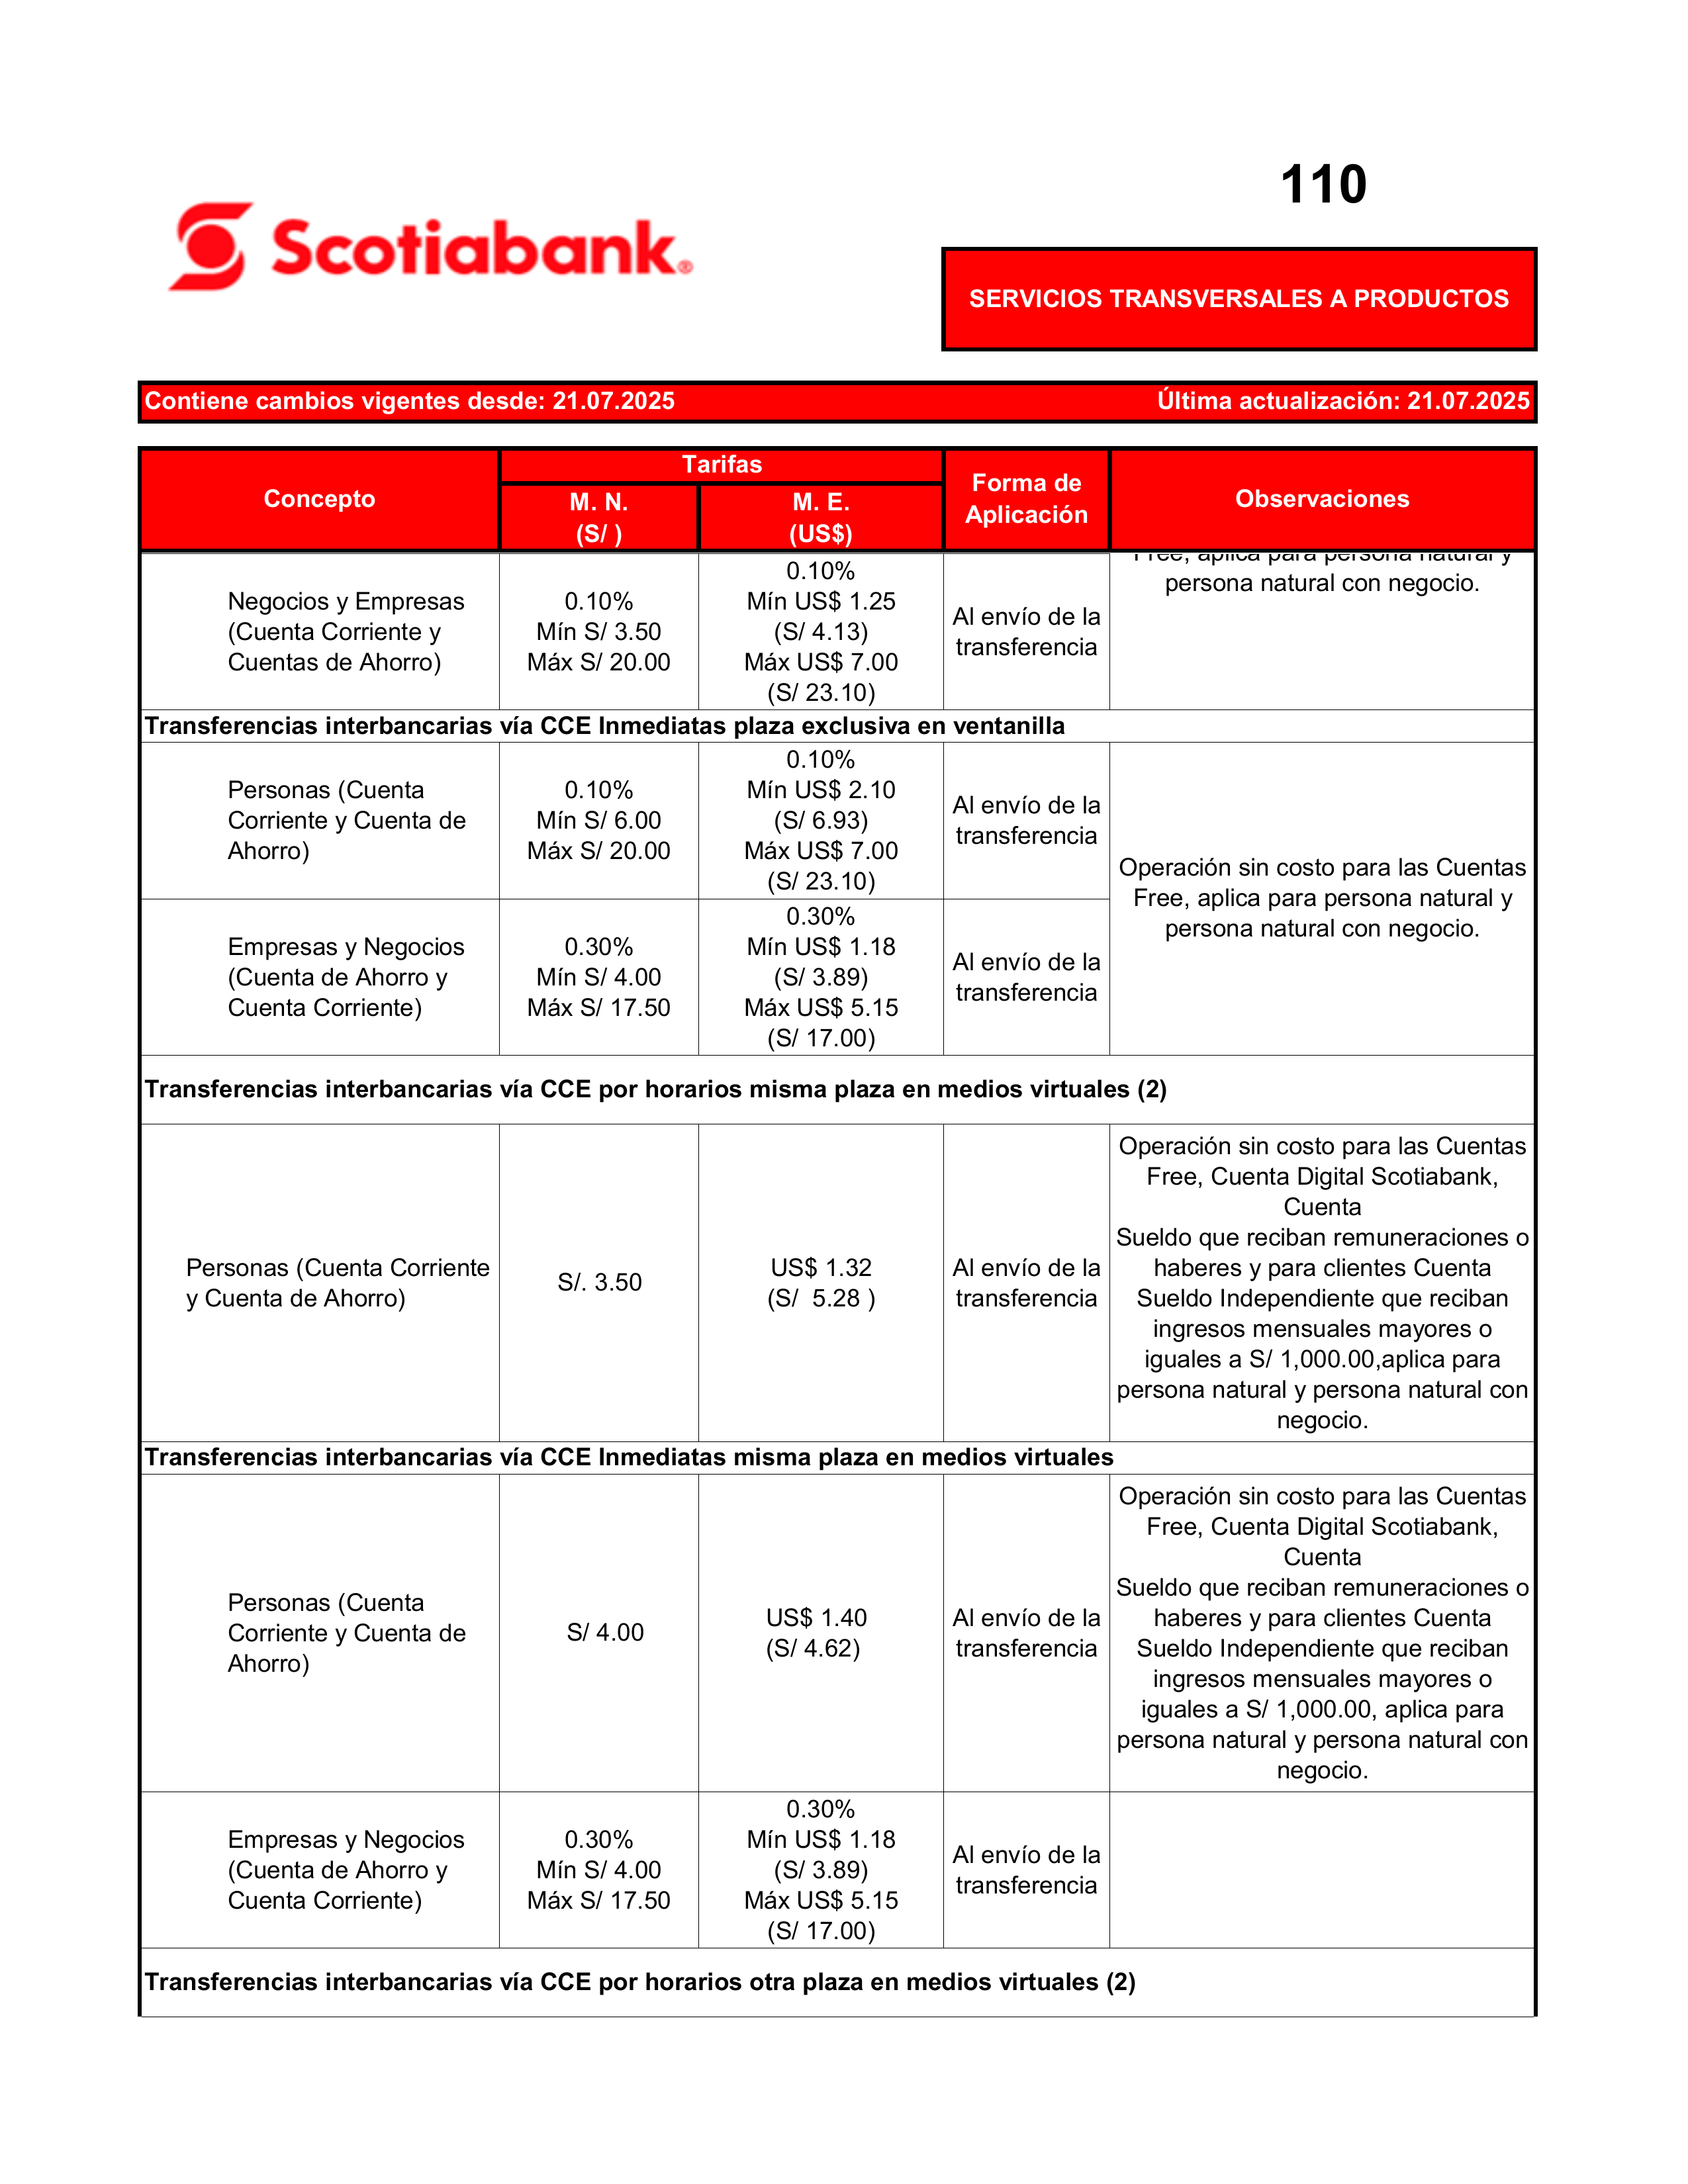 110
Scotiabank®
SERVICIOS TRANSVERSALES A PRODUCTOS
Contiene cambios vigentes desde: 21.07.2025 Última actualización: 21.07.2025
Concepto
Tarifas
M. N.
(S/ )
M. E.
(US$)
Forma de
Aplicación
Observaciones
Negocios y Empresas
(Cuenta Corriente y
Cuentas de Ahorro)
0.10%
Mín S/ 3.50
Máx S/ 20.00
0.10%
Mín US$ 1.25
(S/ 4.13)
Máx US$ 7.00
(S/ 23.10)
Al envío de la
transferencia
Free, aplica para persona natural y
persona natural con negocio.
Transferencias interbancarias vía CCE Inmediatas plaza exclusiva en ventanilla
Personas (Cuenta
Corriente y Cuenta de
Ahorro)
0.10%
Mín S/ 6.00
Máx S/ 20.00
0.10%
Mín US$ 2.10
(S/ 6.93)
Máx US$ 7.00
(S/ 23.10)
Al envío de la
transferencia
Operación sin costo para las Cuentas
Free, aplica para persona natural y
persona natural con negocio.
Empresas y Negocios
(Cuenta de Ahorro y
Cuenta Corriente)
0.30%
Mín S/ 4.00
Máx S/ 17.50
0.30%
Mín US$ 1.18
(S/ 3.89)
Máx US$ 5.15
(S/ 17.00)
Al envío de la
transferencia
Transferencias interbancarias vía CCE por horarios misma plaza en medios virtuales (2)
Personas (Cuenta Corriente
y Cuenta de Ahorro)
S/. 3.50
US$ 1.32
(S/  5.28 )
Al envío de la
transferencia
Operación sin costo para las Cuentas
Free, Cuenta Digital Scotiabank,
Cuenta
Sueldo que reciban remuneraciones o
haberes y para clientes Cuenta
Sueldo Independiente que reciban
ingresos mensuales mayores o
iguales a S/ 1,000.00,aplica para
persona natural y persona natural con
negocio.
Transferencias interbancarias vía CCE Inmediatas misma plaza en medios virtuales
Personas (Cuenta
Corriente y Cuenta de
Ahorro)
S/ 4.00
US$ 1.40
(S/ 4.62)
Al envío de la
transferencia
Operación sin costo para las Cuentas
Free, Cuenta Digital Scotiabank,
Cuenta
Sueldo que reciban remuneraciones o
haberes y para clientes Cuenta
Sueldo Independiente que reciban
ingresos mensuales mayores o
iguales a S/ 1,000.00, aplica para
persona natural y persona natural con
negocio.
Empresas y Negocios
(Cuenta de Ahorro y
Cuenta Corriente)
0.30%
Mín S/ 4.00
Máx S/ 17.50
0.30%
Mín US$ 1.18
(S/ 3.89)
Máx US$ 5.15
(S/ 17.00)
Al envío de la
transferencia
Transferencias interbancarias vía CCE por horarios otra plaza en medios virtuales (2)